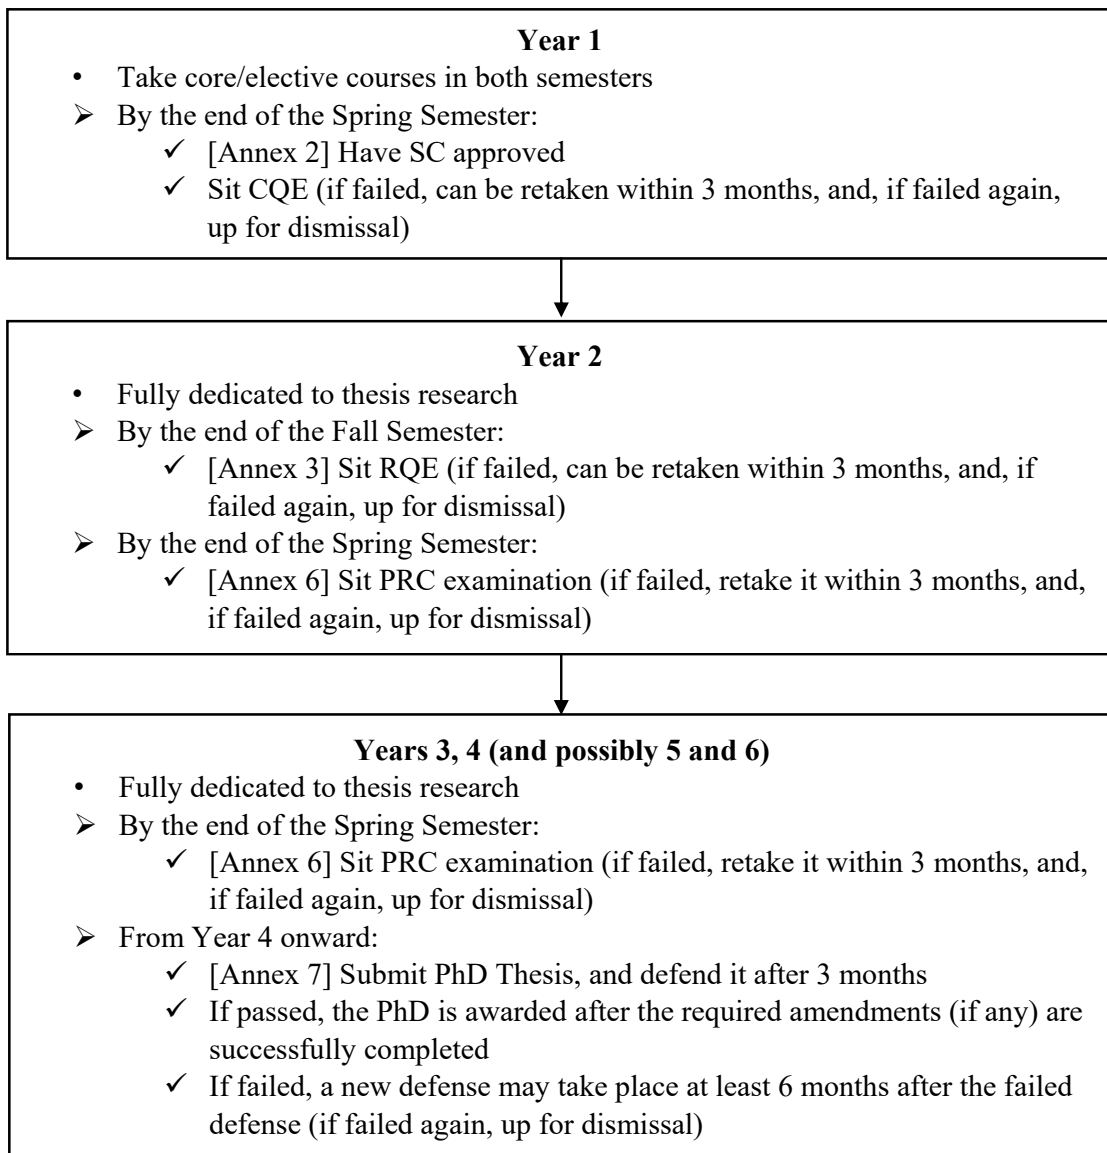 Year 1
• Take core/elective courses in both semesters
➢ By the end of the Spring Semester:
✓ [Annex 2] Have SC approved
✓ Sit CQE (if failed, can be retaken within 3 months, and, if failed again,
up for dismissal)
Year 2
• Fully dedicated to thesis research
➢ By the end of the Fall Semester:
✓ [Annex 3] Sit RQE (if failed, can be retaken within 3 months, and, if
failed again, up for dismissal)
➢ By the end of the Spring Semester:
✓ [Annex 6] Sit PRC examination (if failed, retake it within 3 months, and,
if failed again, up for dismissal)
Years 3, 4 (and possibly 5 and 6)
• Fully dedicated to thesis research
➢ By the end of the Spring Semester:
✓ [Annex 6] Sit PRC examination (if failed, retake it within 3 months, and,
if failed again, up for dismissal)
➢ From Year 4 onward:
✓ [Annex 7] Submit PhD Thesis, and defend it after 3 months
✓ If passed, the PhD is awarded after the required amendments (if any) are
successfully completed
✓ If failed, a new defense may take place at least 6 months after the failed
defense (if failed again, up for dismissal)